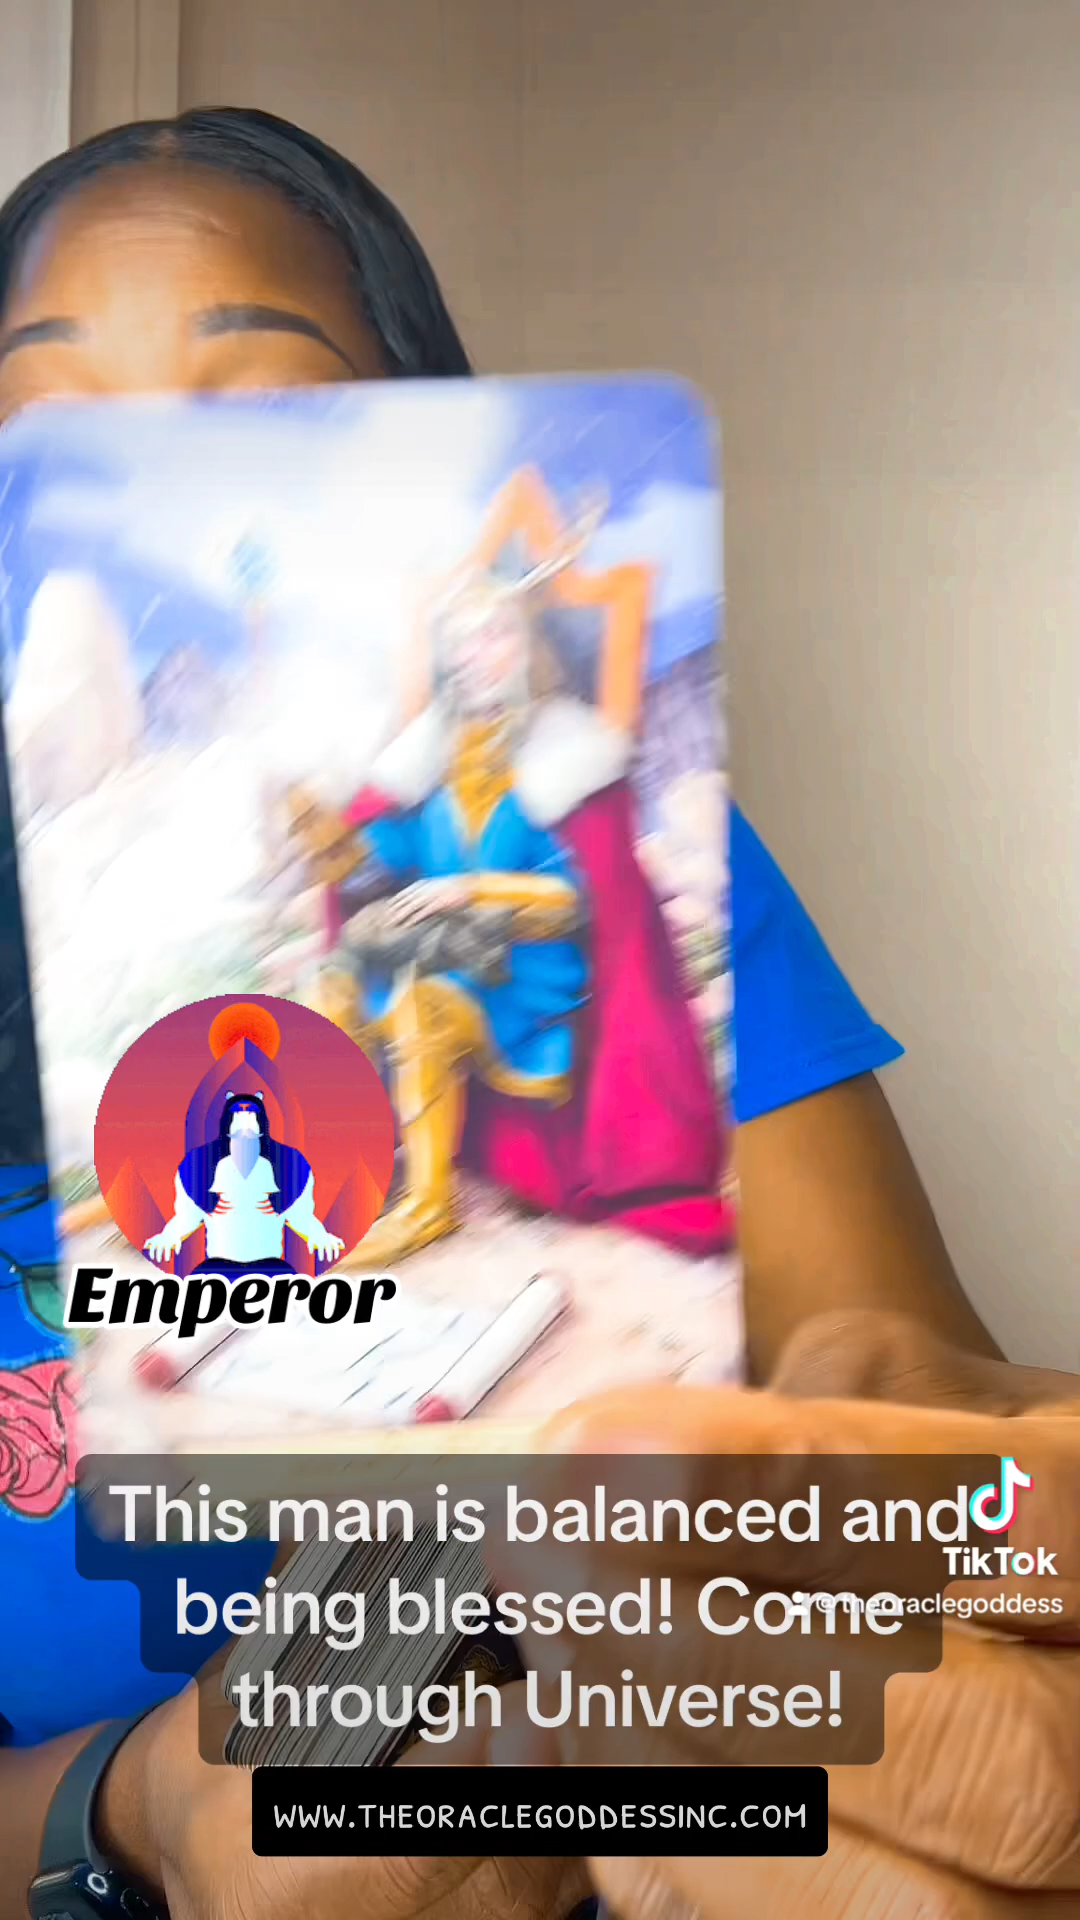 Emperor
This man is balanced and
being blessed! Come
through Universe!
TikTok
@theoraclegoddess
WWW.THEORACLEGODDESSINC.COM